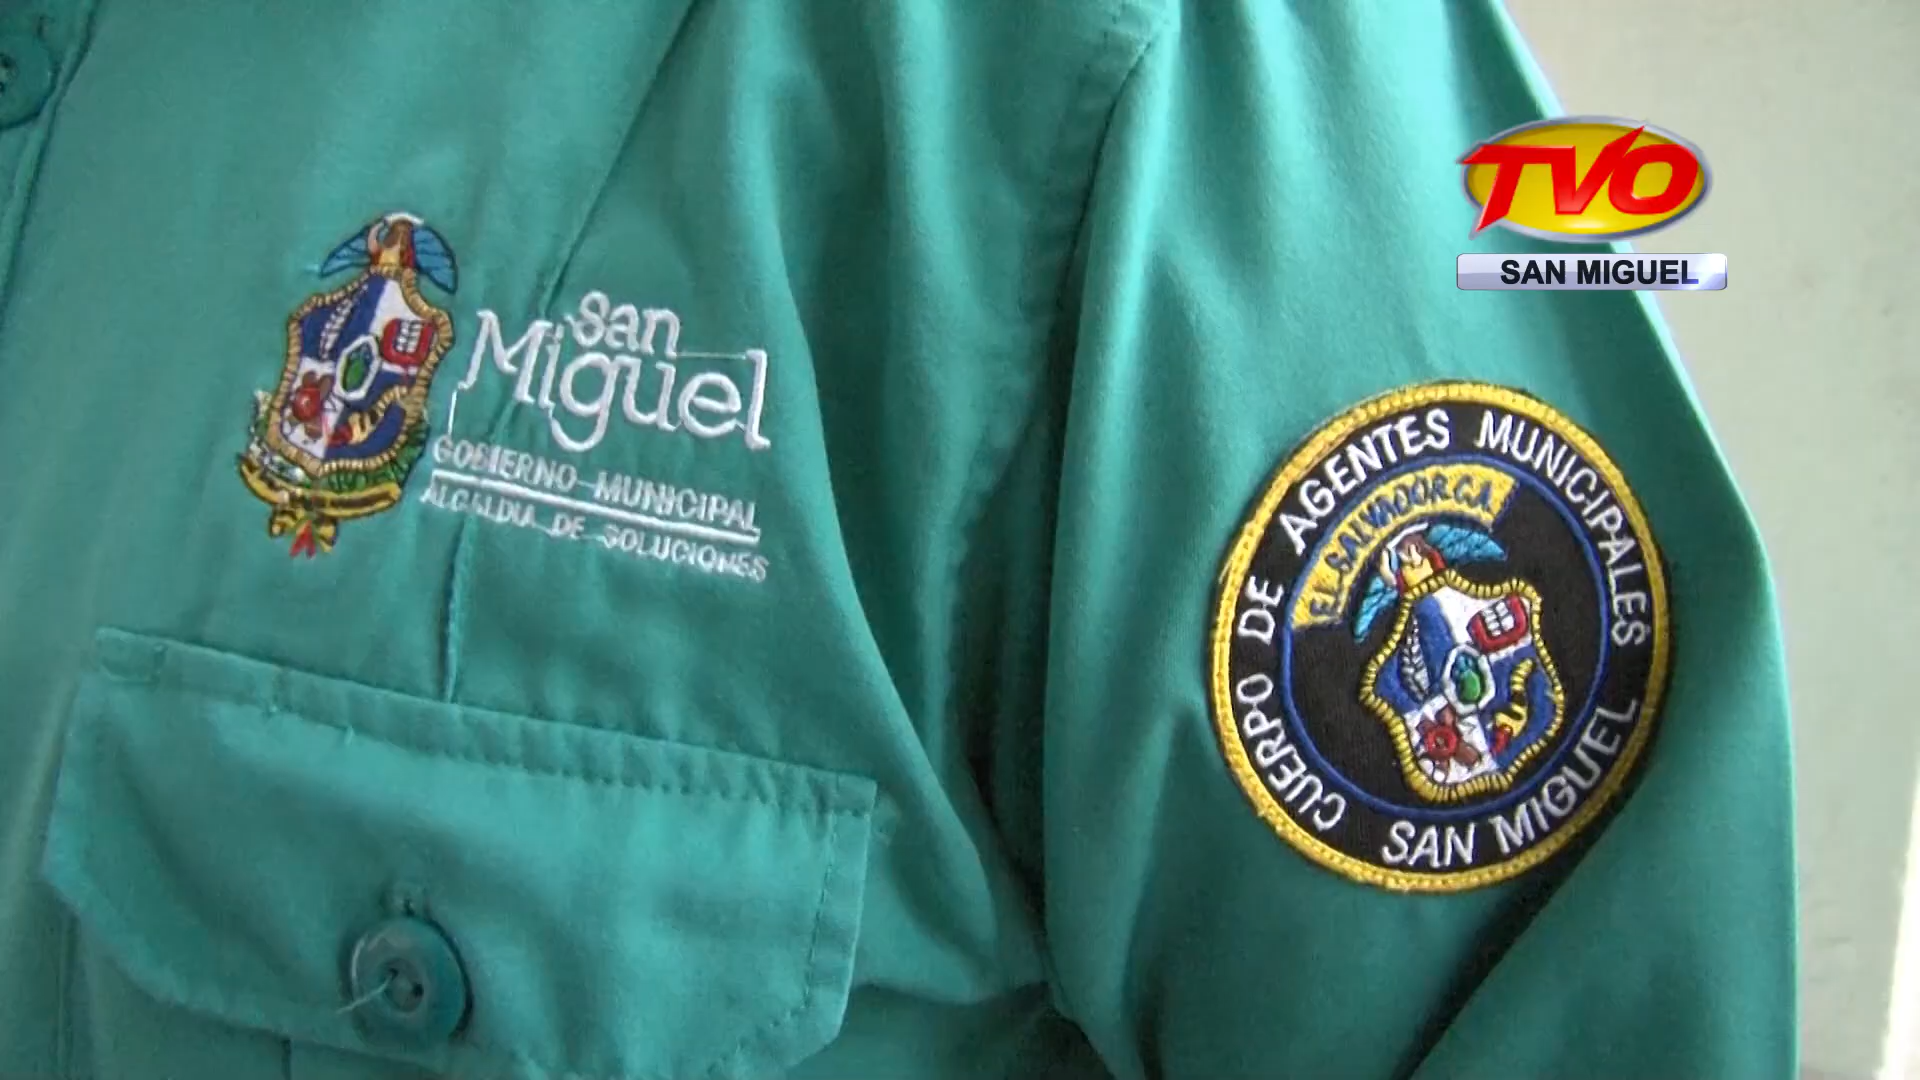 TVO
SAN MIGUEL
San
Miguel
GOBIERNO MUNICIPAL
ALCALDIA DE SOLUCIONES
CUERPO DE AGENTES MUNICIPALES
EL SALVADOR C.A.
SAN MIGUEL